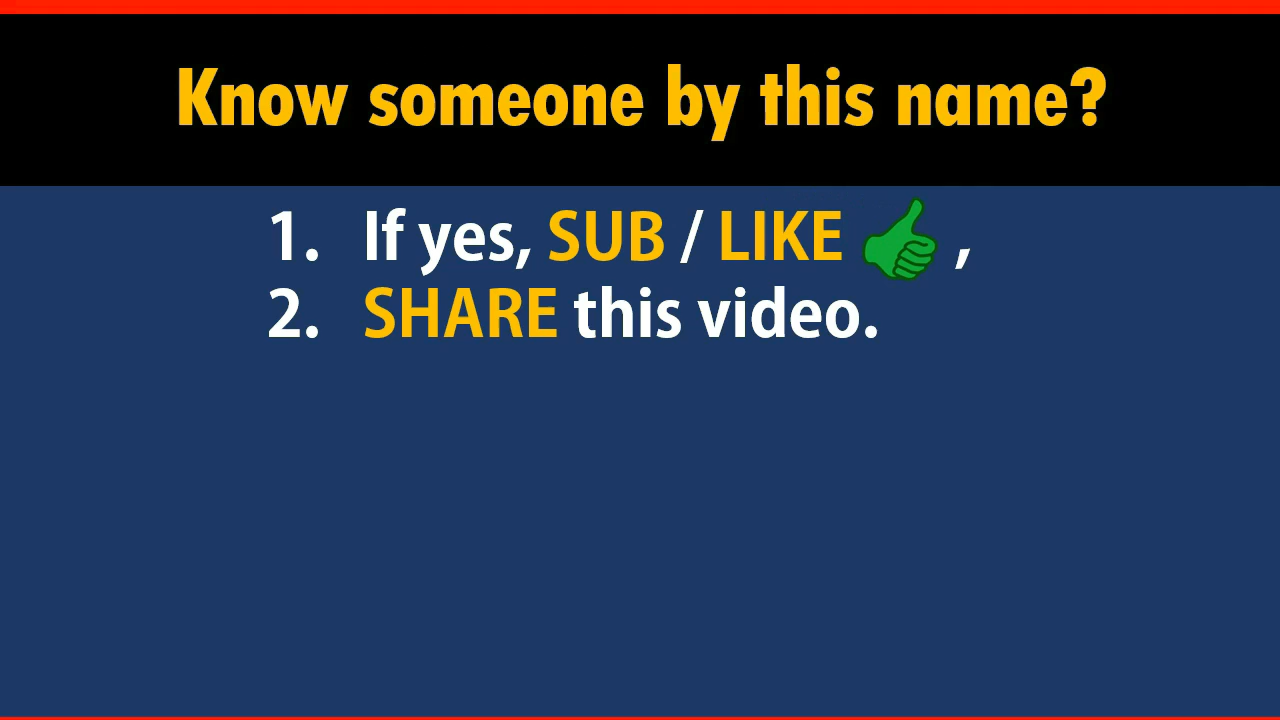 Know someone by this name?
1. If yes, SUB / LIKE ,
2. SHARE this video.